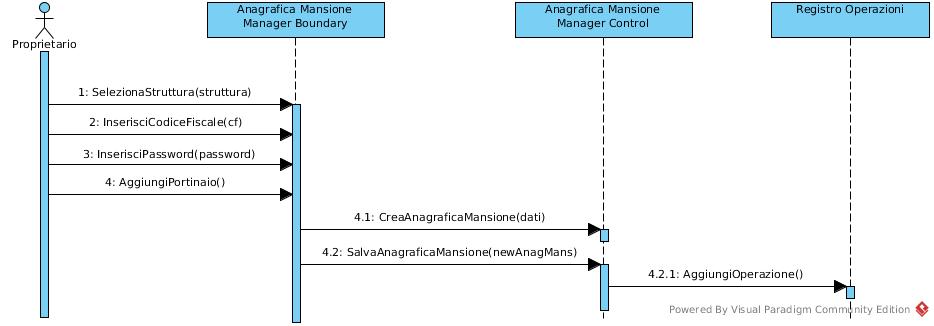 Anagrafica Mansione
Manager Boundary
Anagrafica Mansione
Manager Control
Registro Operazioni
Proprietario
1: SelezionaStruttura(struttura)
2: InserisciCodiceFiscale(cf)
3: InserisciPassword(password)
4: AggiungiPortinaio()
4.1: CreaAnagraficaMansione(dati)
4.2: SalvaAnagraficaMansione(newAnagMans)
4.2.1: AggiungiOperazione()
Powered By Visual Paradigm Community Edition